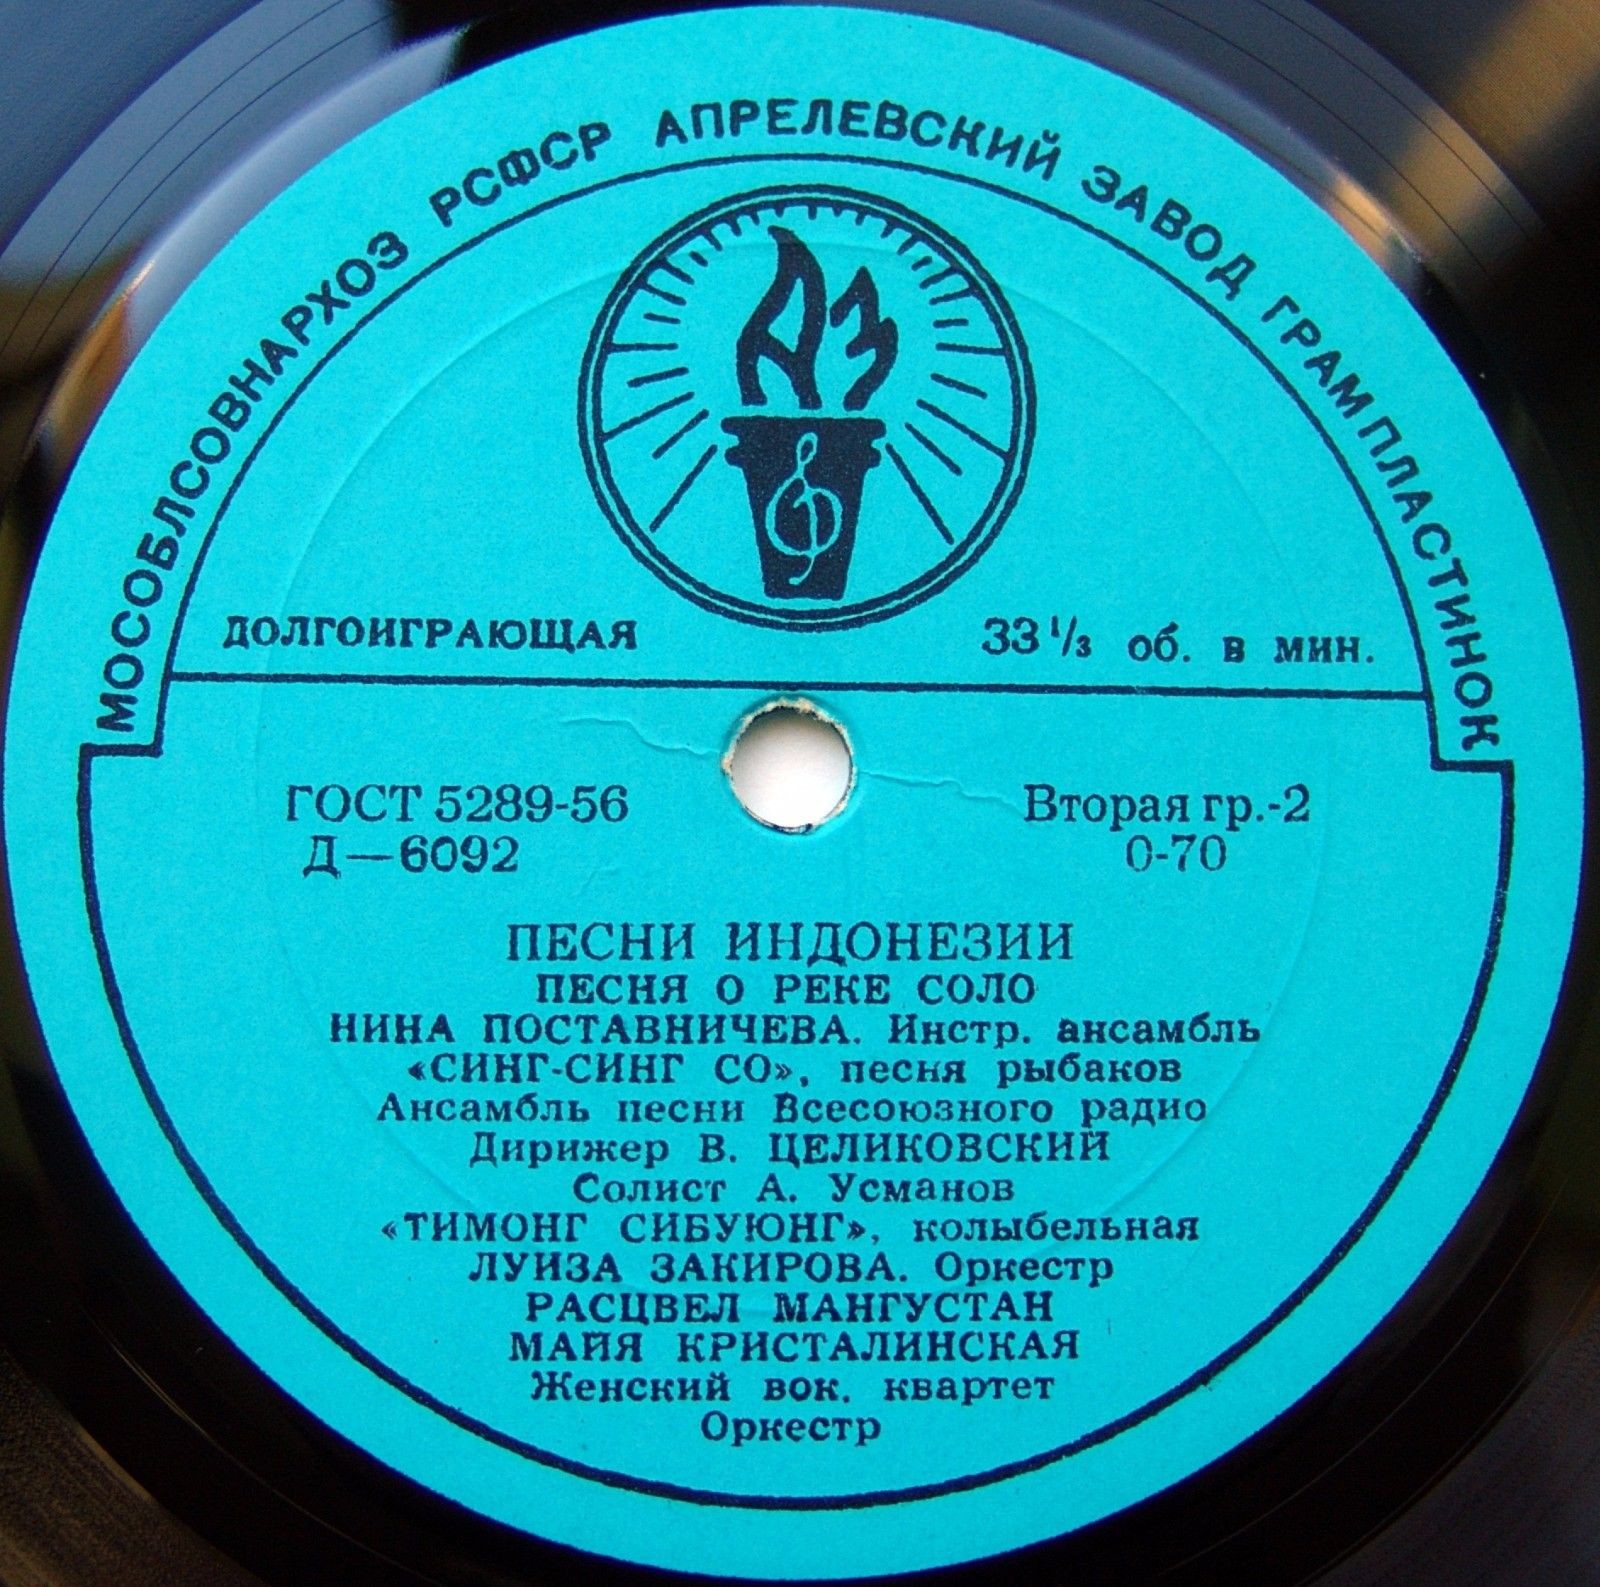 МОСОБЛСОВНАРХОЗ РСФСР АПРЕЛЕВСКИЙ ЗАВОД ГРАМПЛАСТИНОК
АЗ
ДОЛГОИГРАЮЩАЯ 33 1/3 об. в мин.
ГОСТ 5289-56 Вторая гр.-2
Д—6092 0-70
ПЕСНИ ИНДОНЕЗИИ
ПЕСНЯ О РЕКЕ СОЛО
НИНА ПОСТАВНИЧЕВА. Инстр. ансамбль
«СИНГ-СИНГ СО», песня рыбаков
Ансамбль песни Всесоюзного радио
Дирижер В. ЦЕЛИКОВСКИЙ
Солист А. Усманов
«ТИМОНГ СИБУЮНГ», колыбельная
ЛУИЗА ЗАКИРОВА. Оркестр
РАСЦВЕЛ МАНГУСТАН
МАЙЯ КРИСТАЛИНСКАЯ
Женский вок. квартет
Оркестр